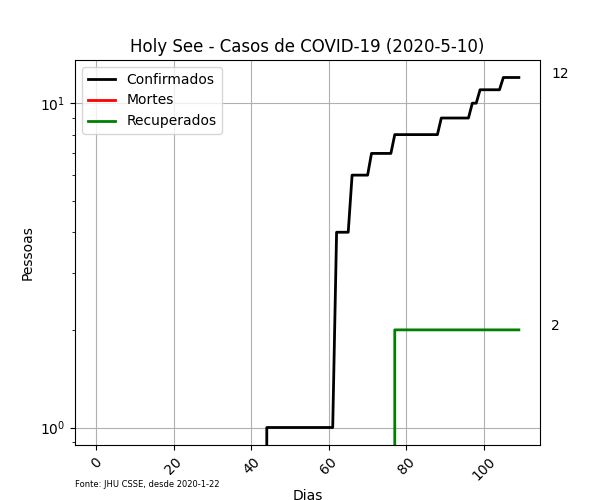 Holy See - Casos de COVID-19 (2020-5-10)
Confirmados
Mortes
Recuperados
12
2
10¹
10⁰
Pessoas
0 20 40 60 80 100
Dias
Fonte: JHU CSSE, desde 2020-1-22